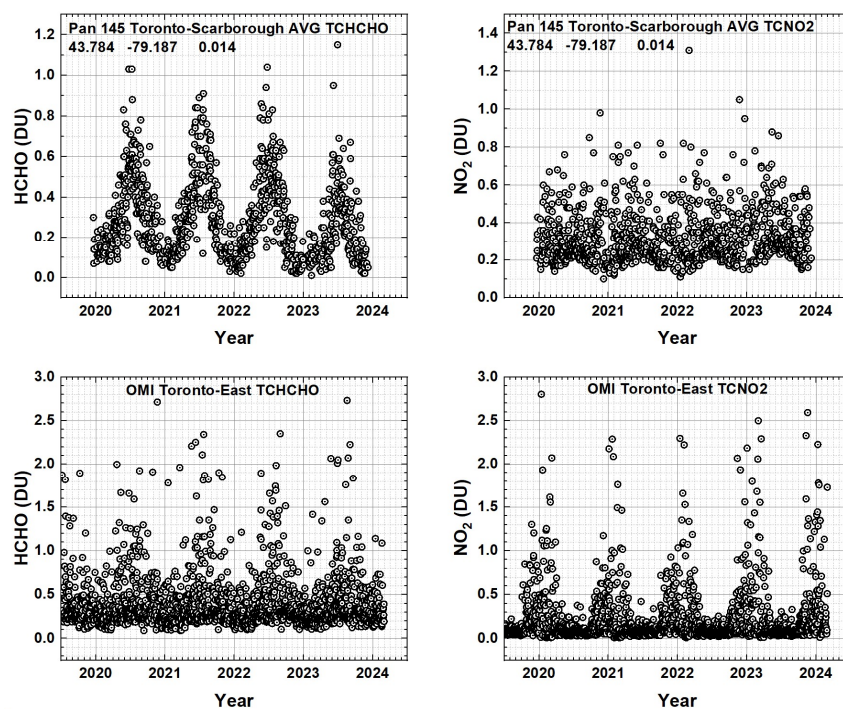 Pan 145 Toronto-Scarborough AVG TCHCHO
43.784 -79.187 0.014
HCHO (DU)
1.2
1.0
0.8
0.6
0.4
0.2
0.0
2020 2021 2022 2023 2024
Year
Pan 145 Toronto-Scarborough AVG TCNO2
43.784 -79.187 0.014
NO₂ (DU)
1.4
1.2
1.0
0.8
0.6
0.4
0.2
0.0
2020 2021 2022 2023 2024
Year
OMI Toronto-East TCHCHO
HCHO (DU)
3.0
2.5
2.0
1.5
1.0
0.5
0.0
2020 2021 2022 2023 2024
Year
OMI Toronto-East TCNO2
NO₂ (DU)
3.0
2.5
2.0
1.5
1.0
0.5
0.0
2020 2021 2022 2023 2024
Year